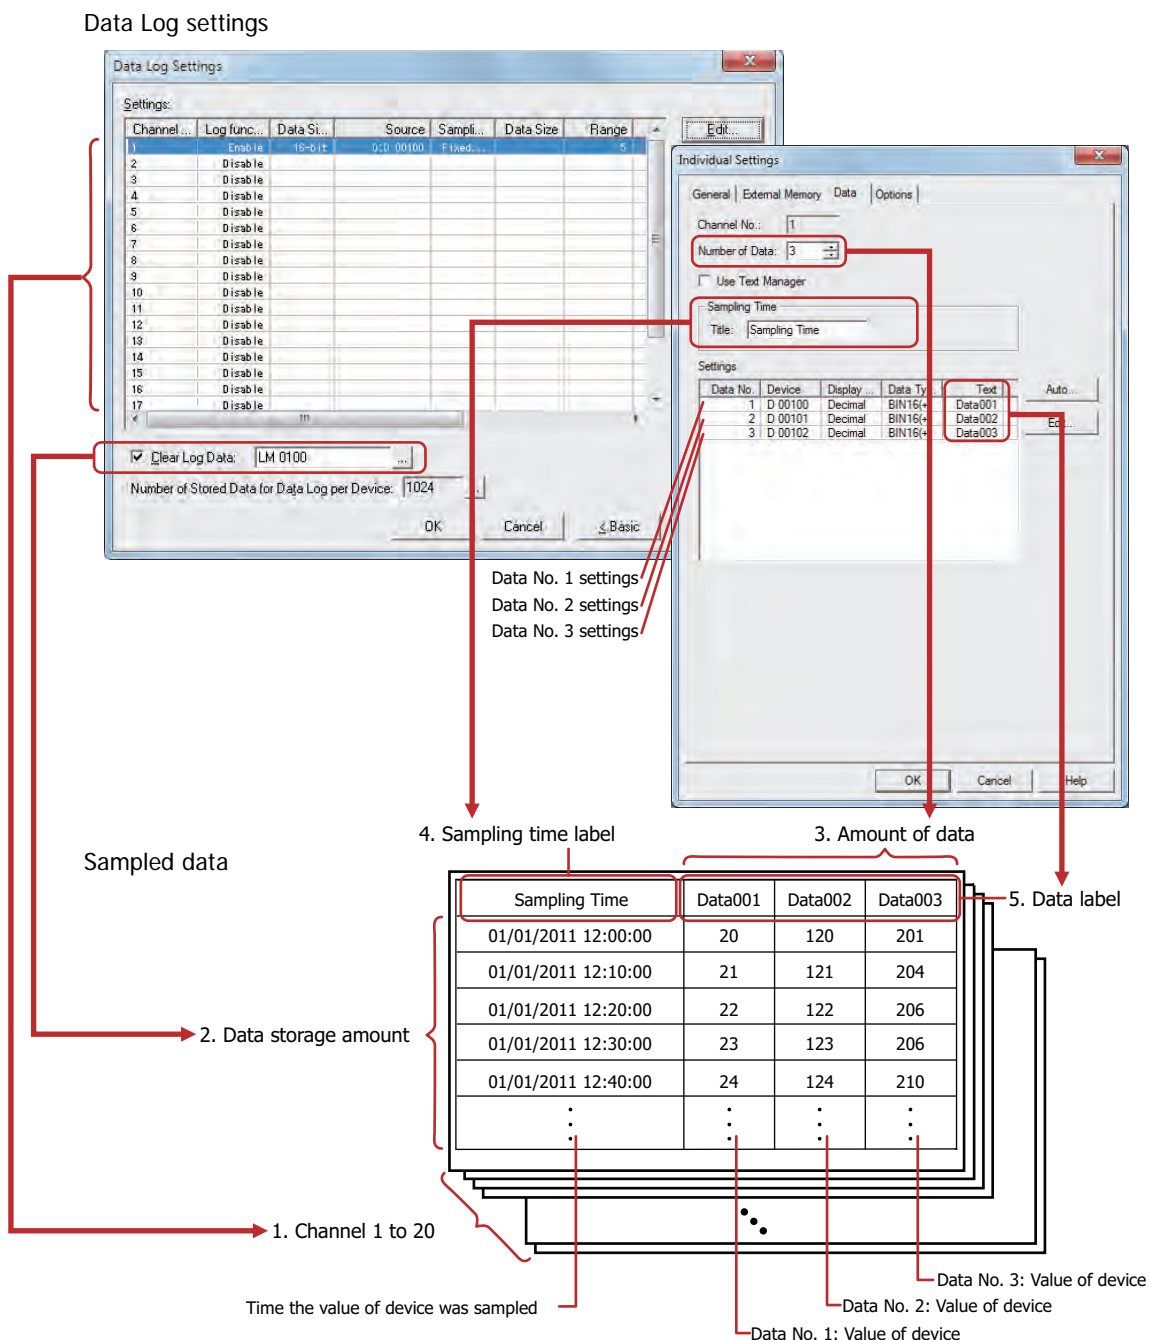 Data Log settings
Data Log Settings
Settings:
Channel ... Log func... Data Si... Source Sampli... Data Size Range
1 Enable 16-bit D:D 00100 Fixed... 5
2 Disable
3 Disable
4 Disable
5 Disable
6 Disable
7 Disable
8 Disable
9 Disable
10 Disable
11 Disable
12 Disable
13 Disable
14 Disable
15 Disable
16 Disable
17 Disable
Edit...
Clear Log Data: LM 0100 ...
Number of Stored Data for Data Log per Device: 1024 ...
OK Cancel < Basic
Individual Settings
General External Memory Data Options
Channel No.: 1
Number of Data: 3
Use Text Manager
Sampling Time
Title: Sampling Time
Settings
Data No. Device Display ... Data Ty... Text
1 D 00100 Decimal BIN16(+ Data001
2 D 00101 Decimal BIN16(+ Data002
3 D 00102 Decimal BIN16(+ Data003
Auto...
OK Cancel Help
Data No. 1 settings
Data No. 2 settings
Data No. 3 settings
4. Sampling time label
3. Amount of data
Sampled data
5. Data label
Sampling Time Data001 Data002 Data003
01/01/2011 12:00:00 20 120 201
01/01/2011 12:10:00 21 121 204
01/01/2011 12:20:00 22 122 206
01/01/2011 12:30:00 23 123 206
01/01/2011 12:40:00 24 124 210
2. Data storage amount
1. Channel 1 to 20
Data No. 3: Value of device
Time the value of device was sampled
Data No. 2: Value of device
Data No. 1: Value of device